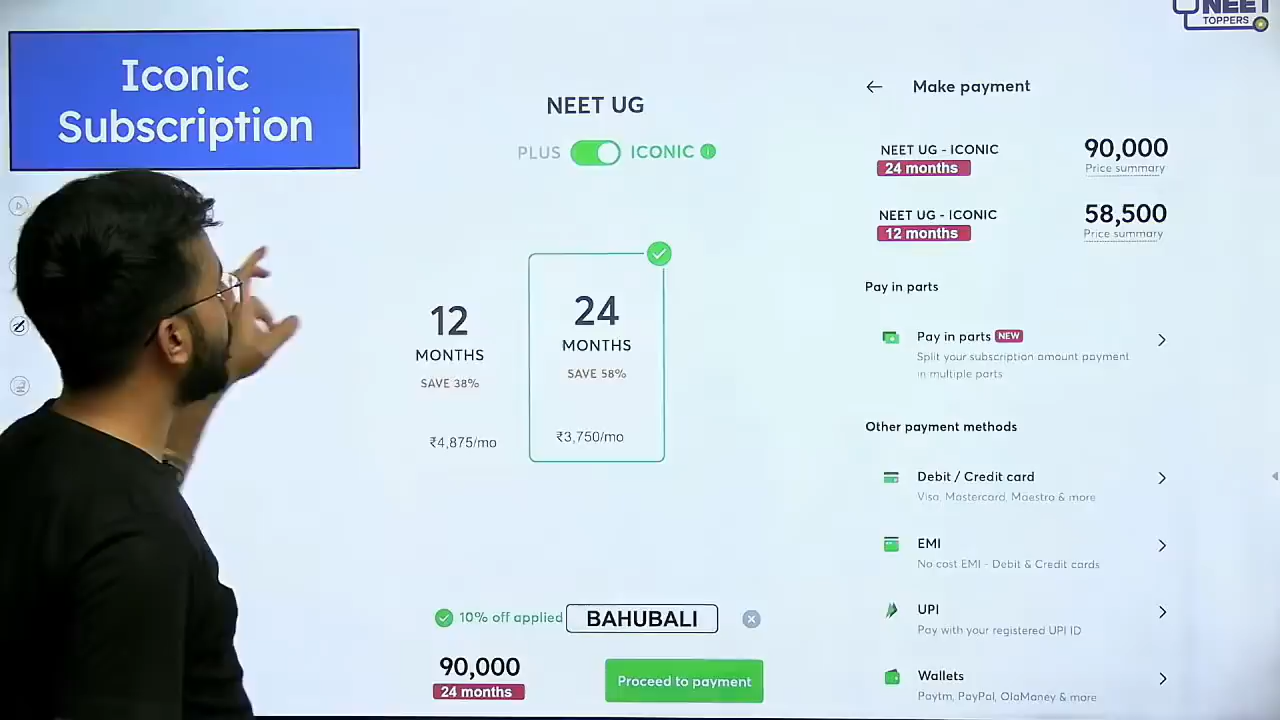 NEET
TOPPERS
Iconic
Subscription
NEET UG
PLUS ICONIC i
12
MONTHS
SAVE 38%
₹4,875/mo
24
MONTHS
SAVE 58%
₹3,750/mo
10% off applied BAHUBALI
90,000
24 months
Proceed to payment
Make payment
NEET UG - ICONIC 90,000
24 months Price summary
NEET UG - ICONIC 58,500
12 months Price summary
Pay in parts
Pay in parts NEW
Split your subscription amount payment
in multiple parts
Other payment methods
Debit / Credit card
Visa, Mastercard, Maestro & more
EMI
No cost EMI - Debit & Credit cards
UPI
Pay with your registered UPI ID
Wallets
Paytm, PayPal, OlaMoney & more